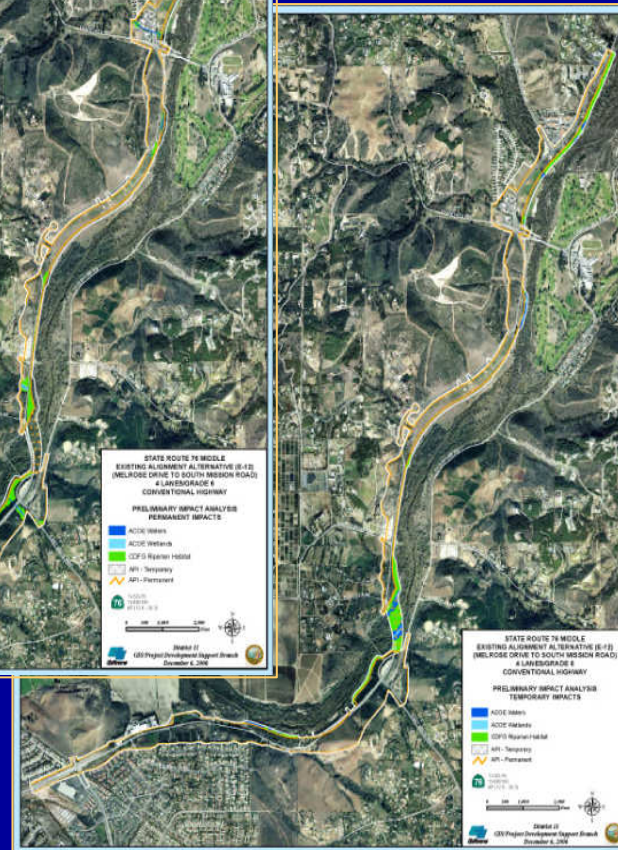 STATE ROUTE 76 MIDDLE
EXISTING ALIGNMENT ALTERNATIVE (E-12)
(MELROSE DRIVE TO SOUTH MISSION ROAD)
4 LANES/GRADE 6
CONVENTIONAL HIGHWAY
PRELIMINARY IMPACT ANALYSIS
PERMANENT IMPACTS
ACOE Waters
ACOE Wetlands
CDFG Riparian Habitat
API - Temporary
API - Permanent
76
District 11
GIS/Project Development Support Branch
December 6, 2006
STATE ROUTE 76 MIDDLE
EXISTING ALIGNMENT ALTERNATIVE (E-12)
(MELROSE DRIVE TO SOUTH MISSION ROAD)
4 LANES/GRADE 6
CONVENTIONAL HIGHWAY
PRELIMINARY IMPACT ANALYSIS
TEMPORARY IMPACTS
ACOE Waters
ACOE Wetlands
CDFG Riparian Habitat
API - Temporary
API - Permanent
76
District 11
GIS/Project Development Support Branch
December 6, 2006